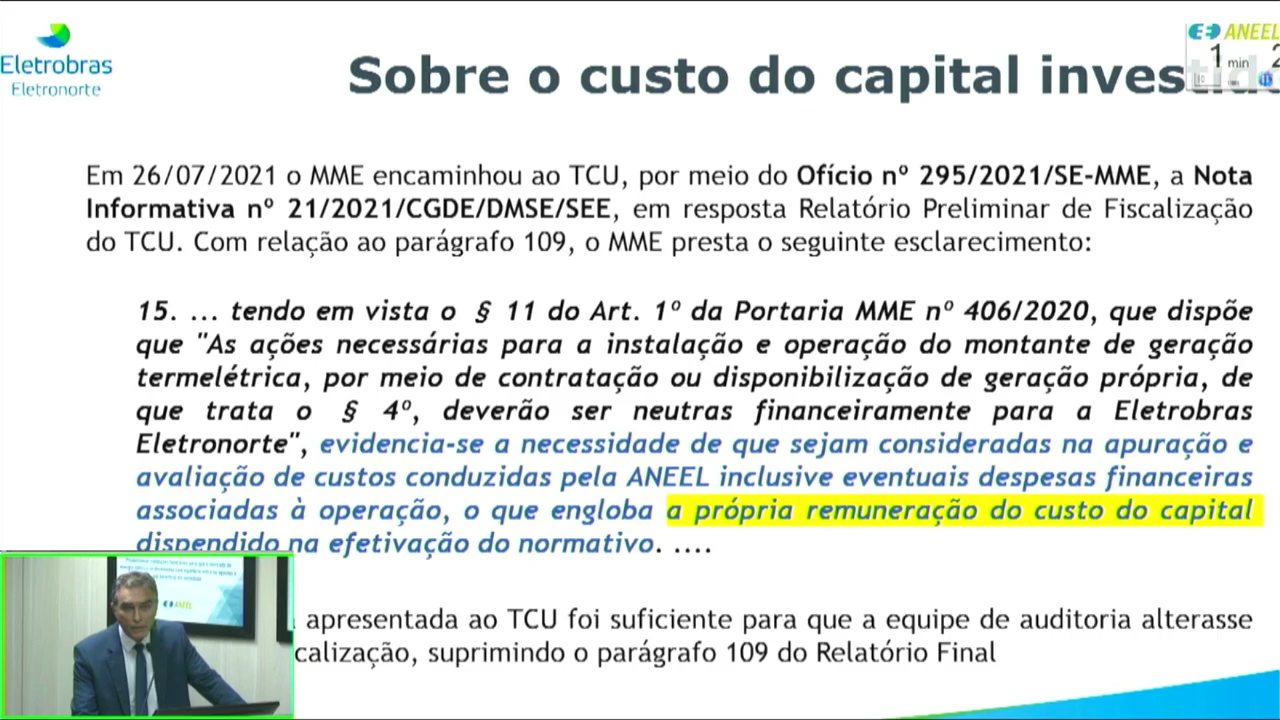 Eletrobras
Eletronorte
ANEEL
1 min 2
Sobre o custo do capital investido
Em 26/07/2021 o MME encaminhou ao TCU, por meio do Ofício nº 295/2021/SE-MME, a Nota
Informativa nº 21/2021/CGDE/DMSE/SEE, em resposta Relatório Preliminar de Fiscalização
do TCU. Com relação ao parágrafo 109, o MME presta o seguinte esclarecimento:
15. ... tendo em vista o § 11 do Art. 1º da Portaria MME nº 406/2020, que dispõe
que "As ações necessárias para a instalação e operação do montante de geração
termelétrica, por meio de contratação ou disponibilização de geração própria, de
que trata o § 4º, deverão ser neutras financeiramente para a Eletrobras
Eletronorte", evidencia-se a necessidade de que sejam consideradas na apuração e
avaliação de custos conduzidas pela ANEEL inclusive eventuais despesas financeiras
associadas à operação, o que engloba a própria remuneração do custo do capital
dispendido na efetivação do normativo. ....
apresentada ao TCU foi suficiente para que a equipe de auditoria alterasse
calização, suprimindo o parágrafo 109 do Relatório Final
ANEEL